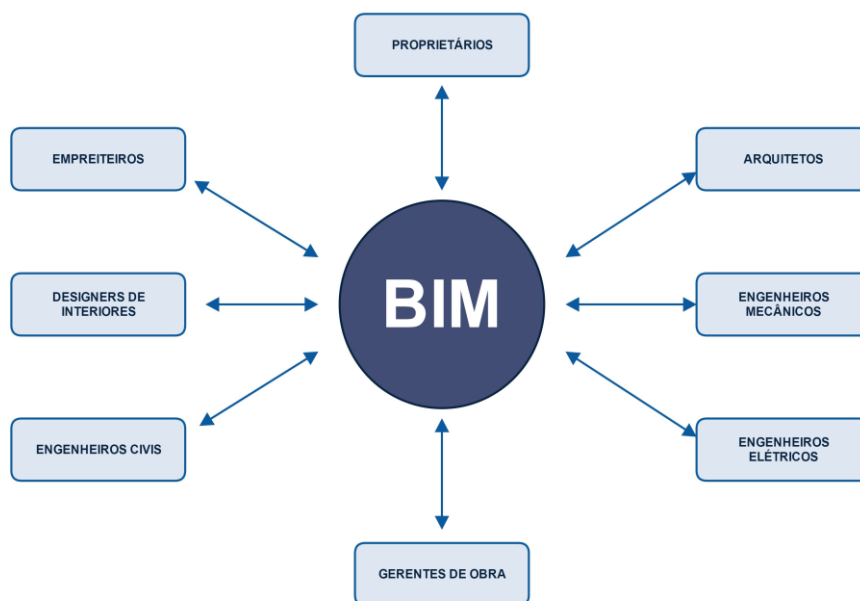 PROPRIETÁRIOS
EMPREITEIROS
ARQUITETOS
DESIGNERS DE
INTERIORES
BIM
ENGENHEIROS
MECÂNICOS
ENGENHEIROS CIVIS
ENGENHEIROS
ELÉTRICOS
GERENTES DE OBRA